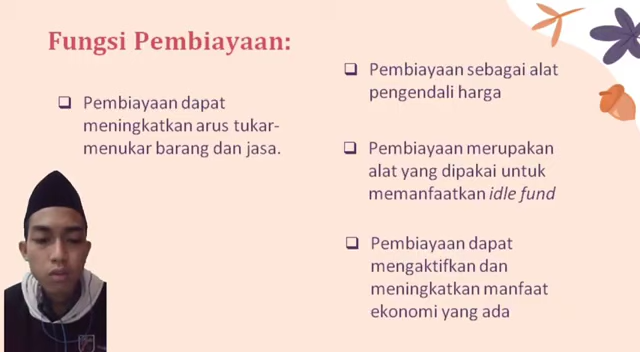 Fungsi Pembiayaan:
❑ Pembiayaan dapat
meningkatkan arus tukar-
menukar barang dan jasa.
❑ Pembiayaan sebagai alat
pengendali harga
❑ Pembiayaan merupakan
alat yang dipakai untuk
memanfaatkan idle fund
❑ Pembiayaan dapat
mengaktifkan dan
meningkatkan manfaat
ekonomi yang ada